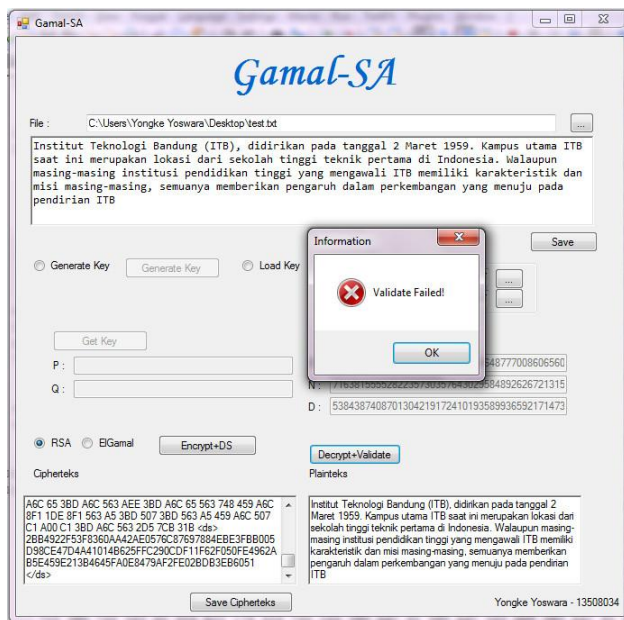 Gamal-SA
Gamal-SA
File : C:\Users\Yongke Yoswara\Desktop\test.txt ...
Institut Teknologi Bandung (ITB), didirikan pada tanggal 2 Maret 1959. Kampus utama ITB
saat ini merupakan lokasi dari sekolah tinggi teknik pertama di Indonesia. Walaupun
masing-masing institusi pendidikan tinggi yang mengawali ITB memiliki karakteristik dan
misi masing-masing, semuanya memberikan pengaruh dalam perkembangan yang menuju pada
pendirian ITB
Save
Generate Key Generate Key Load Key
...
...
Information
Validate Failed!
OK
Get Key
P :
Q :
N :
D : 5384387408701304219172410193589936592171473
RSA ElGamal Encrypt+DS
Decrypt+Validate
Cipherteks
A6C 65 3BD A6C 563 AEE 3BD A6C 65 563 748 459 A6C
8F1 1DE 8F1 563 A5 3BD 507 3BD 563 A5 459 A6C 507
C1 A00 C1 3BD A6C 563 2D5 7CB 31B <ds>
2BB4922F53F8360AA42AE0576C87697884EBE3FBB005
D98CE47D4A41014B625FFC290CDF11F62F050FE4962A
B5E459E213B4645FA0E8479AF2FE02BDB3EB6051
</ds>
Save Cipherteks
Plainteks
Institut Teknologi Bandung (ITB), didirikan pada tanggal 2
Maret 1959. Kampus utama ITB saat ini merupakan lokasi dari
sekolah tinggi teknik pertama di Indonesia. Walaupun masing-
masing institusi pendidikan tinggi yang mengawali ITB memiliki
karakteristik dan misi masing-masing, semuanya memberikan
pengaruh dalam perkembangan yang menuju pada pendirian
ITB
Yongke Yoswara - 13508034